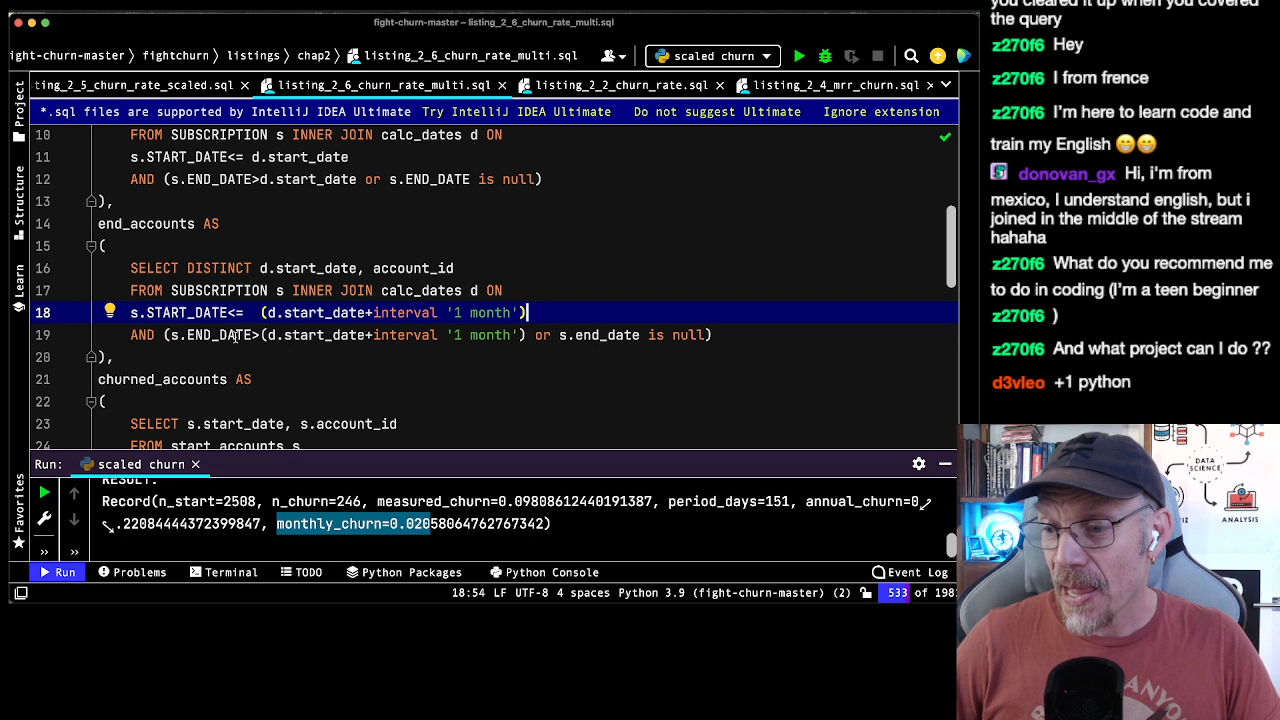 fight-churn-master – listing_2_6_churn_rate_multi.sql
ight-churn-master
fightchurn
listings
chap2
listing_2_6_churn_rate_multi.sql
scaled churn
ting_2_5_churn_rate_scaled.sql
listing_2_6_churn_rate_multi.sql
listing_2_2_churn_rate.sql
listing_2_4_mrr_churn.sql
*.sql files are supported by IntelliJ IDEA Ultimate
Try IntelliJ IDEA Ultimate
Do not suggest Ultimate
Ignore extension
Project
Structure
Learn
Favorites
10 FROM SUBSCRIPTION s INNER JOIN calc_dates d ON
11 s.START_DATE<= d.start_date
12 AND (s.END_DATE>d.start_date or s.END_DATE is null)
13 ),
14 end_accounts AS
15 (
16 SELECT DISTINCT d.start_date, account_id
17 FROM SUBSCRIPTION s INNER JOIN calc_dates d ON
18 s.START_DATE<= (d.start_date+interval '1 month')
19 AND (s.END_DATE>(d.start_date+interval '1 month') or s.end_date is null)
20 ),
21 churned_accounts AS
22 (
23 SELECT s.start_date, s.account_id
24 FROM start_accounts s
Run: scaled churn
RESULT:
Record(n_start=2508, n_churn=246, measured_churn=0.09808612440191387, period_days=151, annual_churn=0
.22084444372399847, monthly_churn=0.02058064762767342)
Run
Problems
Terminal
TODO
Python Packages
Python Console
Event Log
18:54 LF UTF-8 4 spaces Python 3.9 (fight-churn-master) (2)
533 of 1981
you cleared it up when you covered
the query
z270f6 Hey
z270f6 I from frence
z270f6 I'm here to learn code and
train my English 😁😁
donovan_gx Hi, i'm from
mexico, I understand english, but i
joined in the middle of the stream
hahaha
z270f6 What do you recommend me
to do in coding (I'm a teen beginner
z270f6 )
z270f6 And what project can I do ??
d3vleo +1 python
DATA
SCIENCE
ANALYSIS